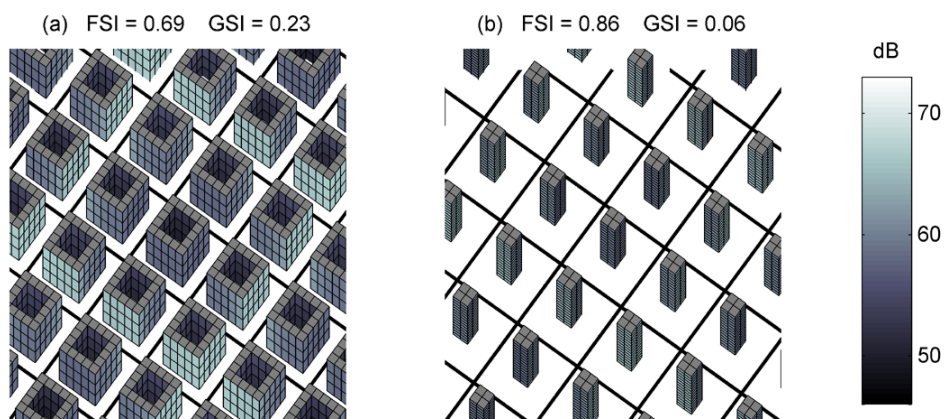 (a) FSI = 0.69 GSI = 0.23
(b) FSI = 0.86 GSI = 0.06
dB
70
60
50